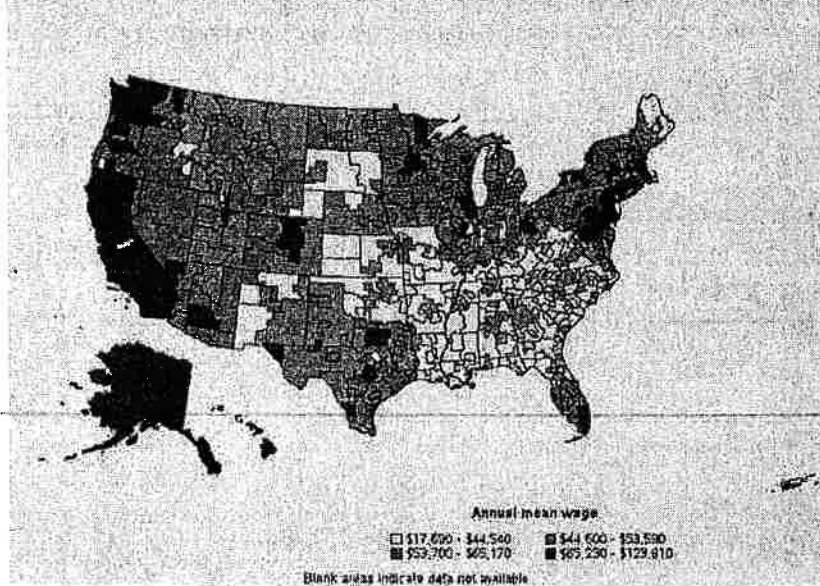 Annual mean wage
$17,690 - $44,540 $44,600 - $53,590
$53,700 - $65,170 $65,230 - $129,810
Blank areas indicate data not available